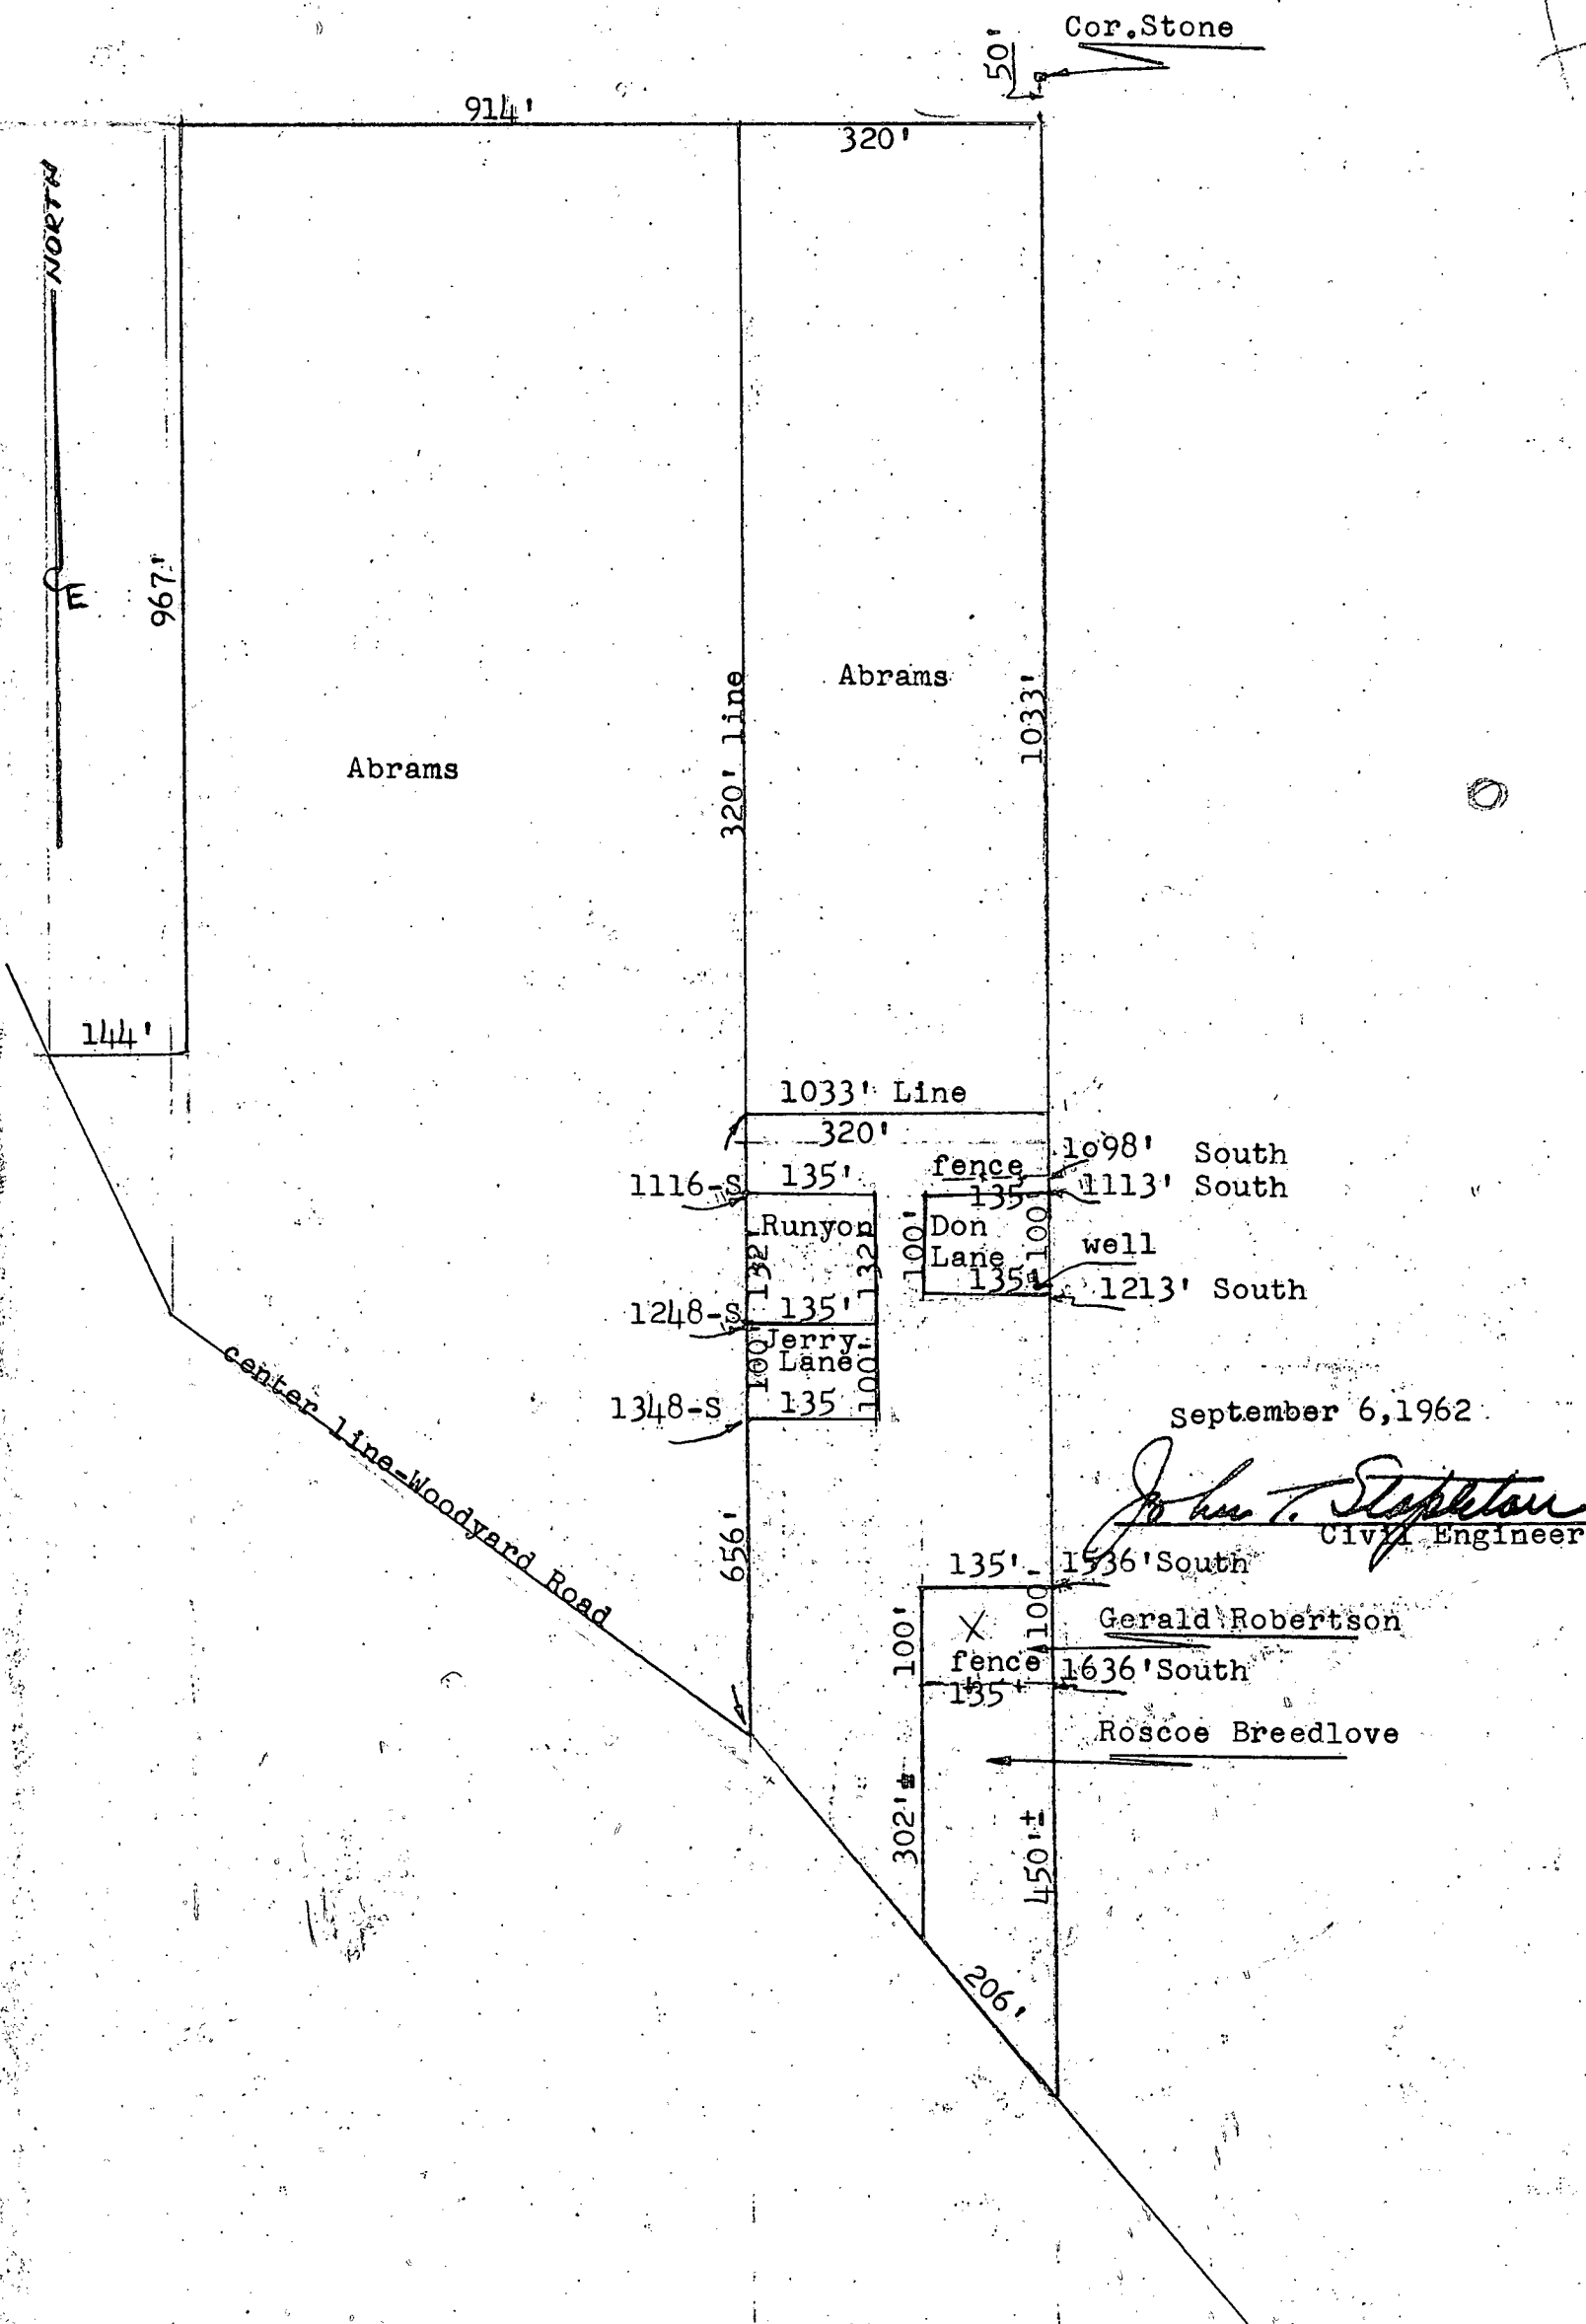 Cor.Stone
50'
914'
320'
NORTH
E
967'
320' line
Abrams
1033'
Abrams
144'
1033' Line
320'
1098' South
fence
1116-S
135'
135
1113' South
Runyon
132'
132'
100'
Don
Lane
100
well
135'
1213' South
1248-S
135'
Jerry
Lane
100
100
1348-S
135
September 6,1962
John T. Stapleton
Civil Engineer
center line-Woodyard Road
656'
135'
1536'South
100'
X
100
Gerald Robertson
fence
1636'South
135'
Roscoe Breedlove
302'±
450'±
206'